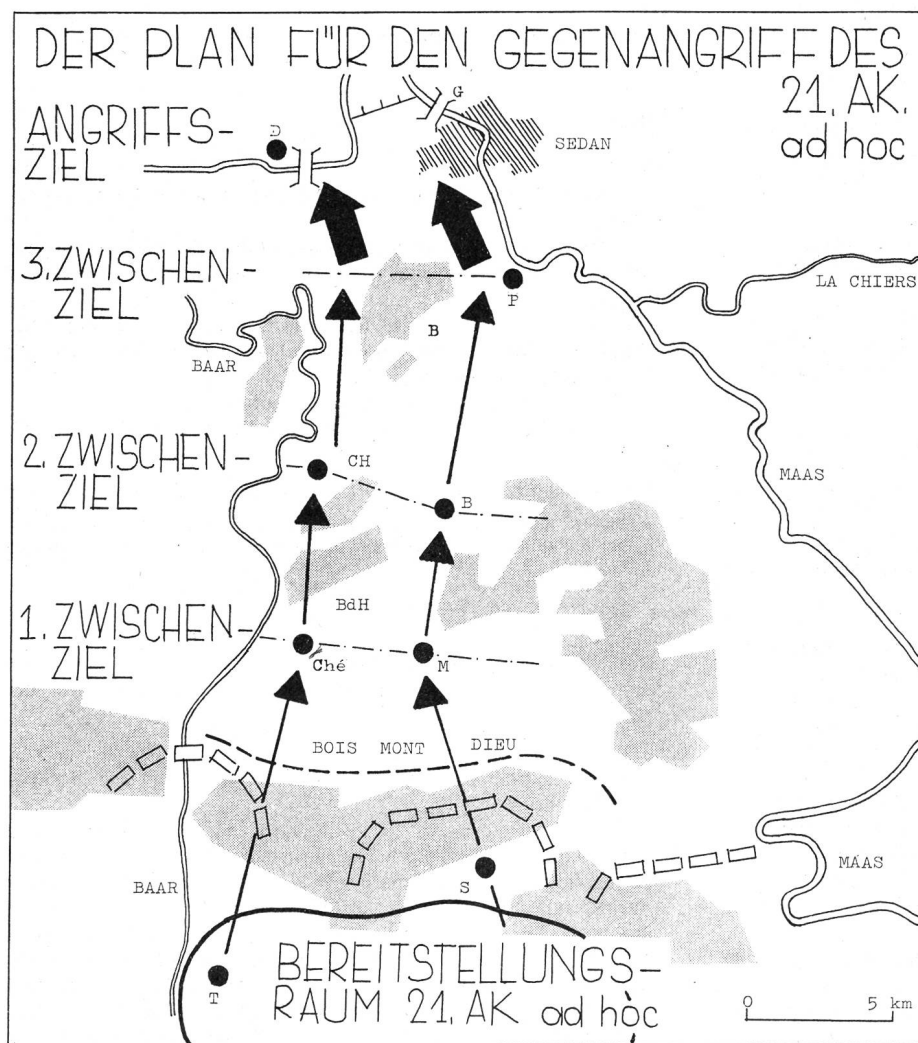 DER PLAN FÜR DEN GEGENANGRIFF DES
21. AK.
ad hoc
ANGRIFFS-
ZIEL
D
G
SEDAN
3. ZWISCHEN-
ZIEL
P
LA CHIERS
B
BAAR
2. ZWISCHEN-
ZIEL
CH
B
MAAS
BdH
1. ZWISCHEN-
ZIEL
Ché
M
BOIS MONT DIEU
BAAR
S
MAAS
T
BEREITSTELLUNGS-
RAUM 21. AK ad hoc
0 5 km